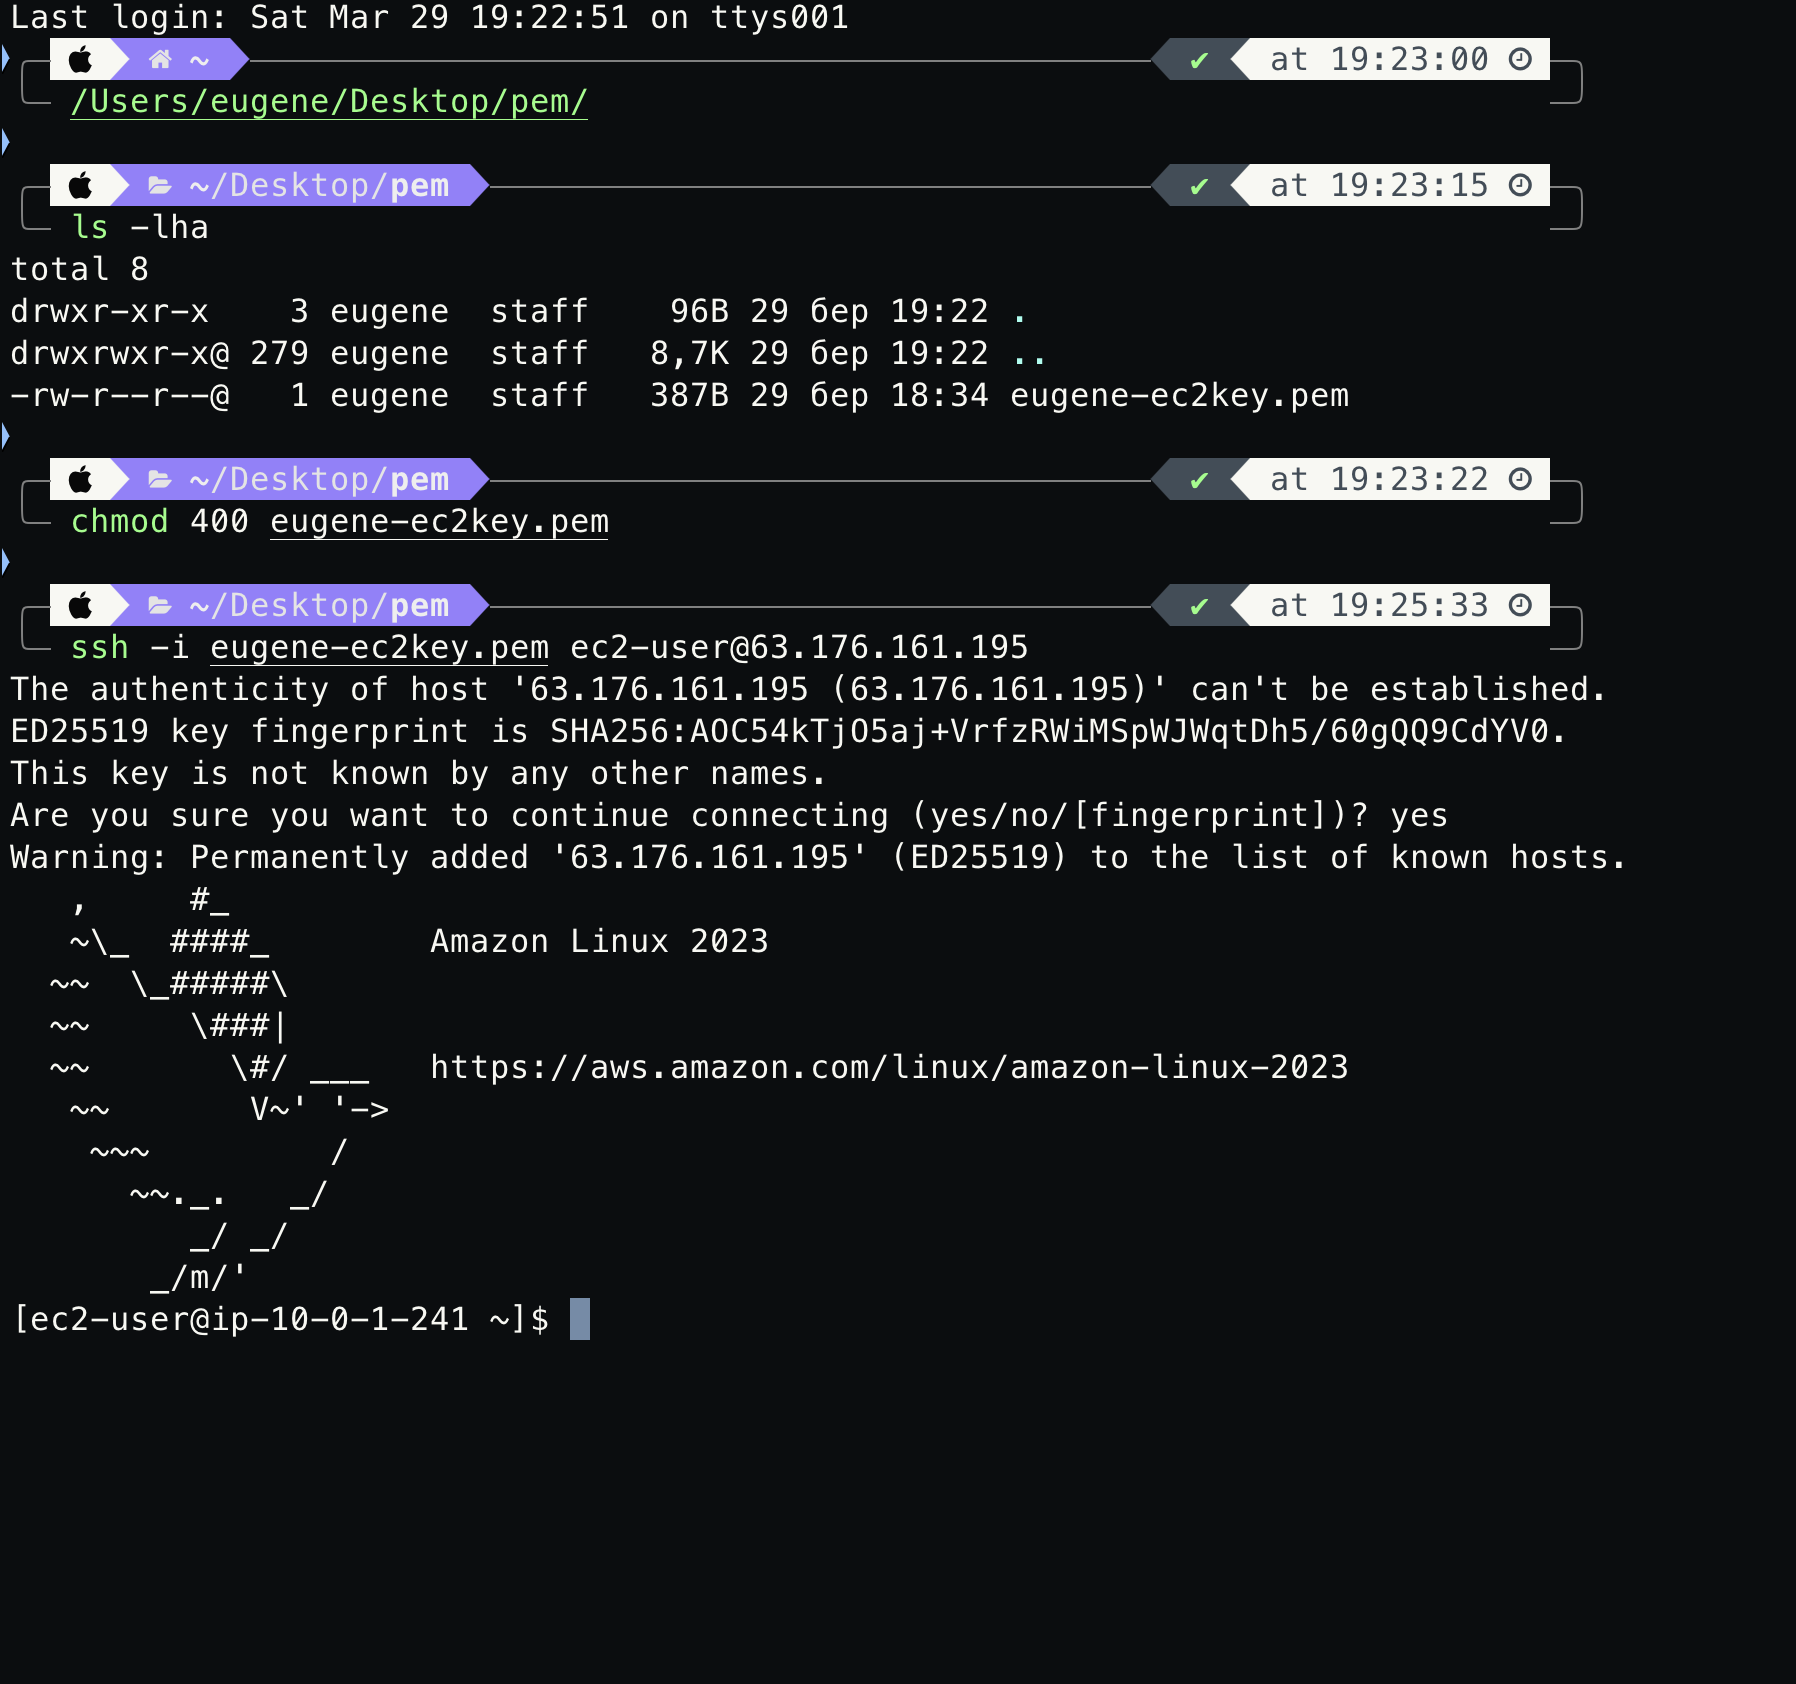 Last login: Sat Mar 29 19:22:51 on ttys001
~ ✔ at 19:23:00
/Users/eugene/Desktop/pem/
~/Desktop/pem ✔ at 19:23:15
ls -lha
total 8
drwxr-xr-x    3 eugene  staff    96B 29 бер 19:22 .
drwxrwxr-x@ 279 eugene  staff   8,7K 29 бер 19:22 ..
-rw-r--r--@   1 eugene  staff   387B 29 бер 18:34 eugene-ec2key.pem
~/Desktop/pem ✔ at 19:23:22
chmod 400 eugene-ec2key.pem
~/Desktop/pem ✔ at 19:25:33
ssh -i eugene-ec2key.pem ec2-user@63.176.161.195
The authenticity of host '63.176.161.195 (63.176.161.195)' can't be established.
ED25519 key fingerprint is SHA256:AOC54kTjO5aj+VrfzRWiMSpWJWqtDh5/60gQQ9CdYV0.
This key is not known by any other names.
Are you sure you want to continue connecting (yes/no/[fingerprint])? yes
Warning: Permanently added '63.176.161.195' (ED25519) to the list of known hosts.
   ,     #_
   ~\_  ####_        Amazon Linux 2023
  ~~  \_#####\
  ~~     \###|
  ~~       \#/ ___   https://aws.amazon.com/linux/amazon-linux-2023
   ~~       V~' '->
    ~~~         /
      ~~._.   _/
         _/ _/
       _/m/'
[ec2-user@ip-10-0-1-241 ~]$